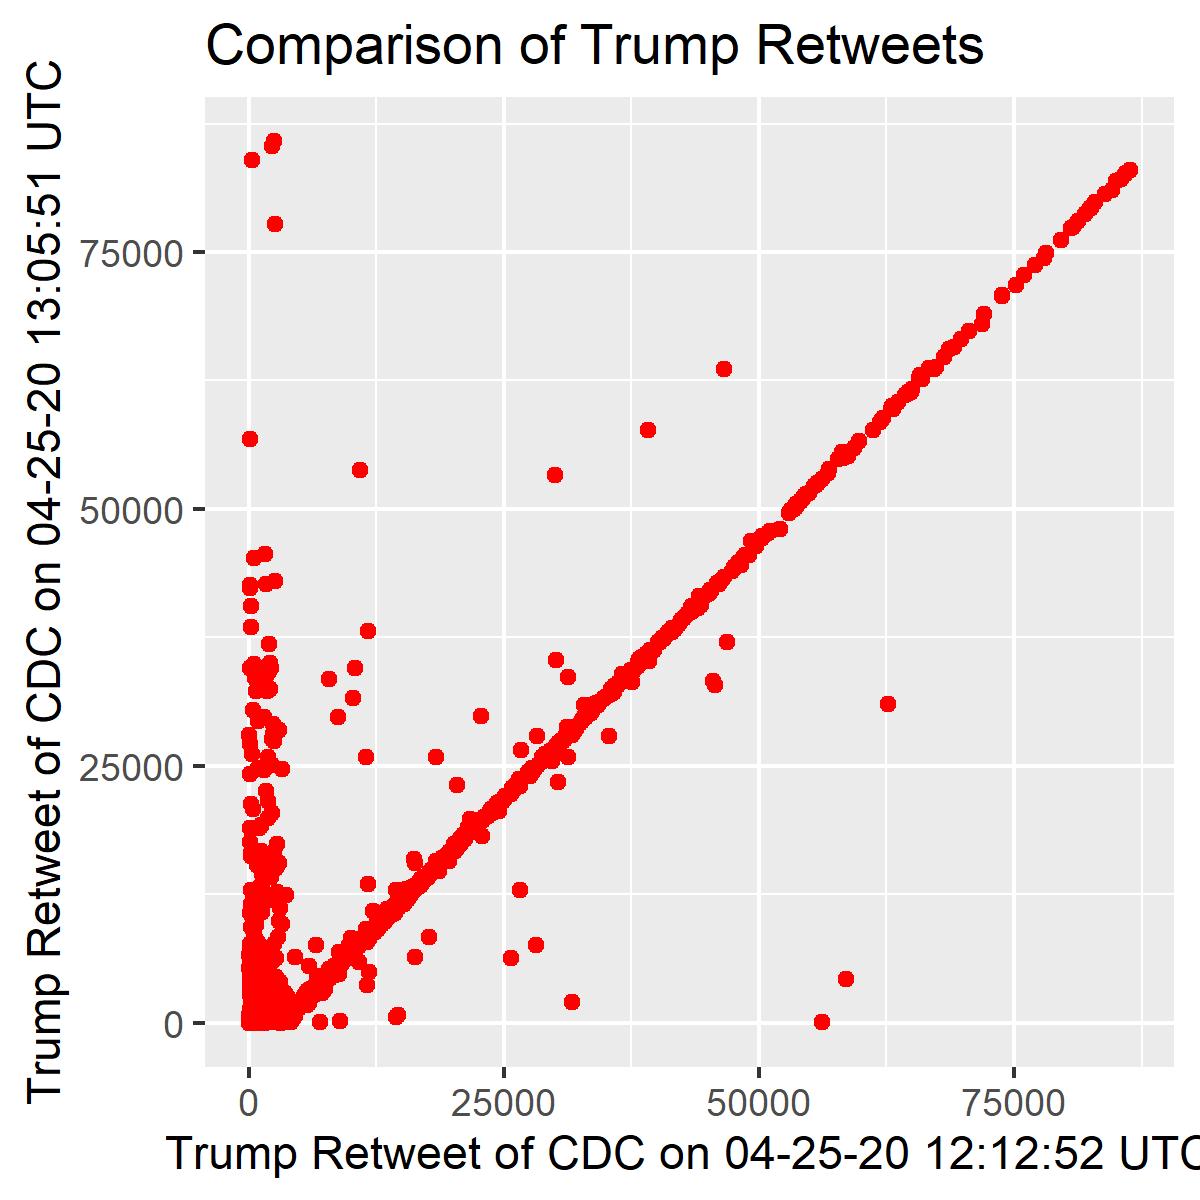 Comparison of Trump Retweets
Trump Retweet of CDC on 04-25-20 13:05:51 UTC
75000
50000
25000
0
0
25000
50000
75000
Trump Retweet of CDC on 04-25-20 12:12:52 UTC